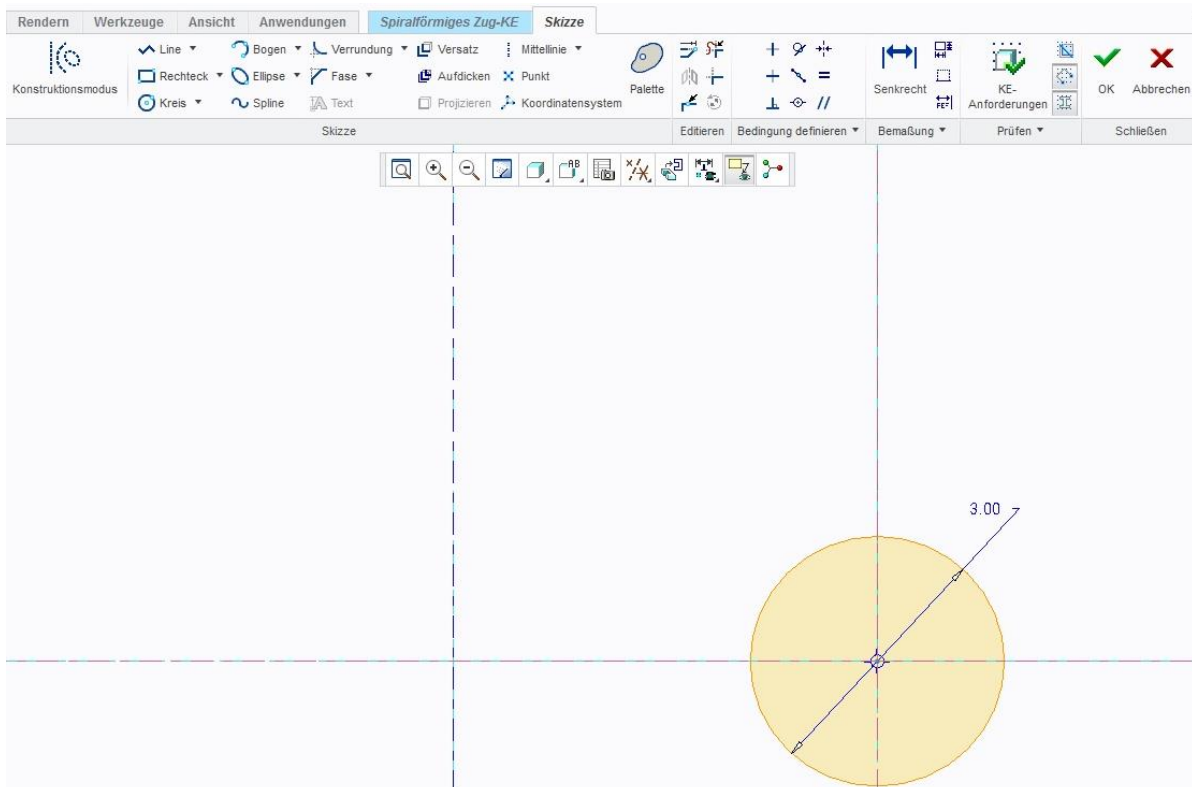 Rendern Werkzeuge Ansicht Anwendungen Spiralförmiges Zug-KE Skizze
Line Bogen Verrundung Versatz Mittellinie
Rechteck Ellipse Fase Aufdicken Punkt
Kreis Spline Text Projizieren Koordinatensystem
Konstruktionsmodus Palette Senkrecht KE-Anforderungen OK Abbrechen
REF
Skizze Editieren Bedingung definieren Bemaßung Prüfen Schließen
AB
3.00